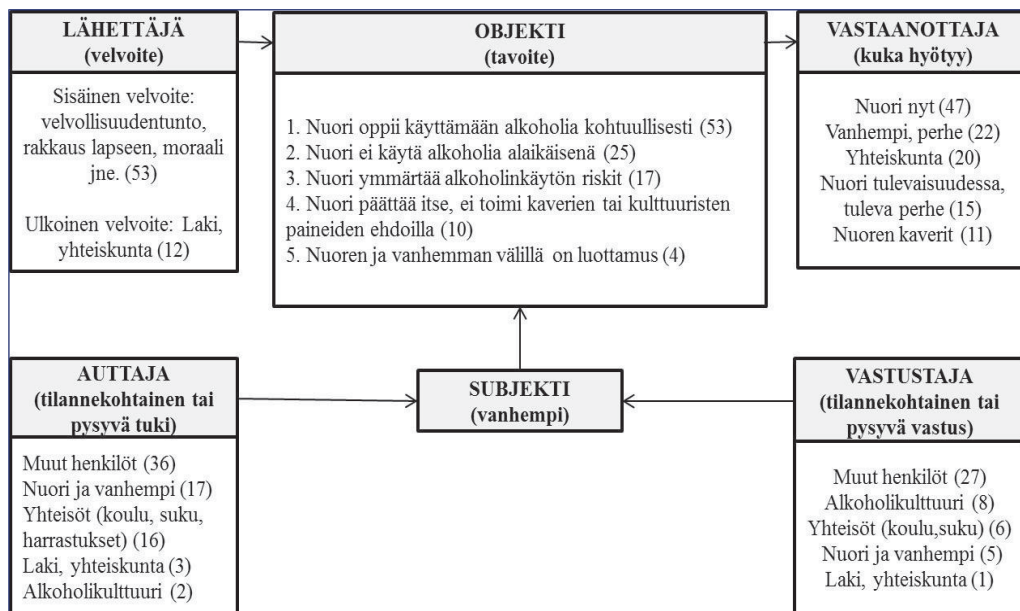 LÄHETTÄJÄ
(velvoite)
Sisäinen velvoite:
velvollisuudentunto,
rakkaus lapseen, moraali
jne. (53)
Ulkoinen velvoite: Laki,
yhteiskunta (12)
OBJEKTI
(tavoite)
1. Nuori oppii käyttämään alkoholia kohtuullisesti (53)
2. Nuori ei käytä alkoholia alaikäisenä (25)
3. Nuori ymmärtää alkoholinkäytön riskit (17)
4. Nuori päättää itse, ei toimi kaverien tai kulttuuristen
paineiden ehdoilla (10)
5. Nuoren ja vanhemman välillä on luottamus (4)
VASTAANOTTAJA
(kuka hyötyy)
Nuori nyt (47)
Vanhempi, perhe (22)
Yhteiskunta (20)
Nuori tulevaisuudessa,
tuleva perhe (15)
Nuoren kaverit (11)
AUTTAJA
(tilannekohtainen tai
pysyvä tuki)
Muut henkilöt (36)
Nuori ja vanhempi (17)
Yhteisöt (koulu, suku,
harrastukset) (16)
Laki, yhteiskunta (3)
Alkoholikulttuuri (2)
SUBJEKTI
(vanhempi)
VASTUSTAJA
(tilannekohtainen tai
pysyvä vastus)
Muut henkilöt (27)
Alkoholikulttuuri (8)
Yhteisöt (koulu,suku) (6)
Nuori ja vanhempi (5)
Laki, yhteiskunta (1)